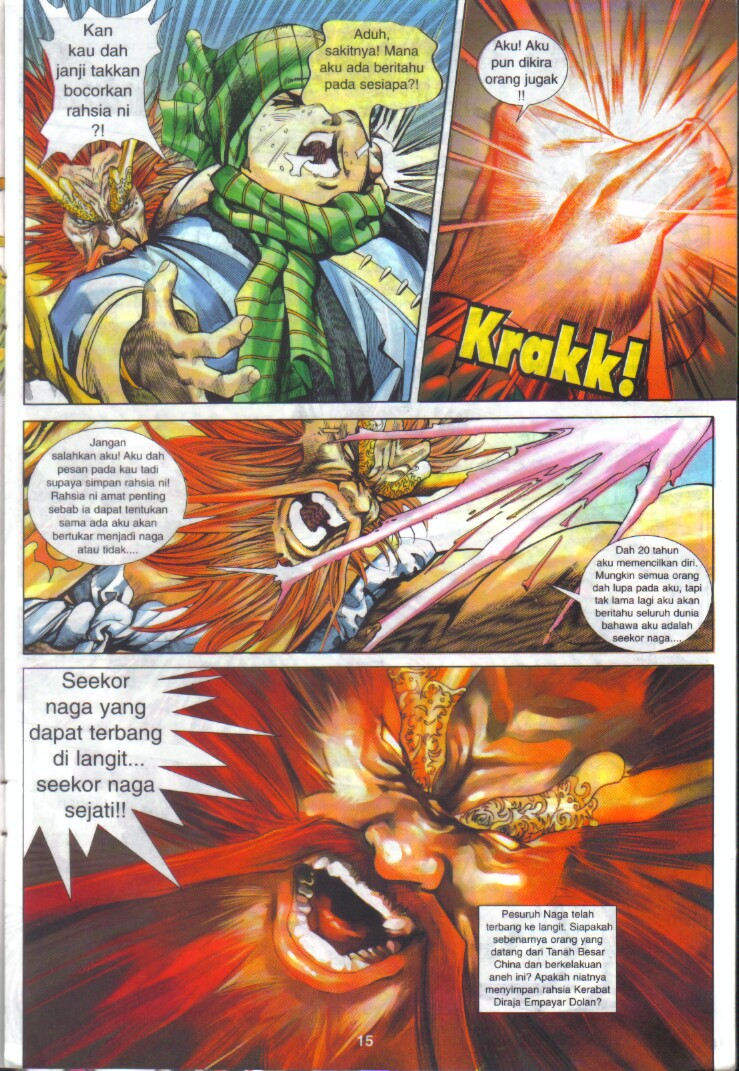 Kan
kau dah
janji takkan
bocorkan
rahsia ni
?!
Aduh,
sakitnya! Mana
aku ada beritahu
pada sesiapa?!
Aku! Aku
pun dikira
orang jugak
!!
Krakk!
Jangan
salahkan aku! Aku dah
pesan pada kau tadi
supaya simpan rahsia ni!
Rahsia ni amat penting
sebab ia dapat tentukan
sama ada aku akan
bertukar menjadi naga
atau tidak....
Dah 20 tahun
aku memencilkan diri.
Mungkin semua orang
dah lupa pada aku, tapi
tak lama lagi aku akan
beritahu seluruh dunia
bahawa aku adalah
seekor naga....
Seekor
naga yang
dapat terbang
di langit...
seekor naga
sejati!!
Pesuruh Naga telah
terbang ke langit. Siapakah
sebenarnya orang yang
datang dari Tanah Besar
China dan berkelakuan
aneh ini? Apakah niatnya
menyimpan rahsia Kerabat
Diraja Empayar Dolan?
15